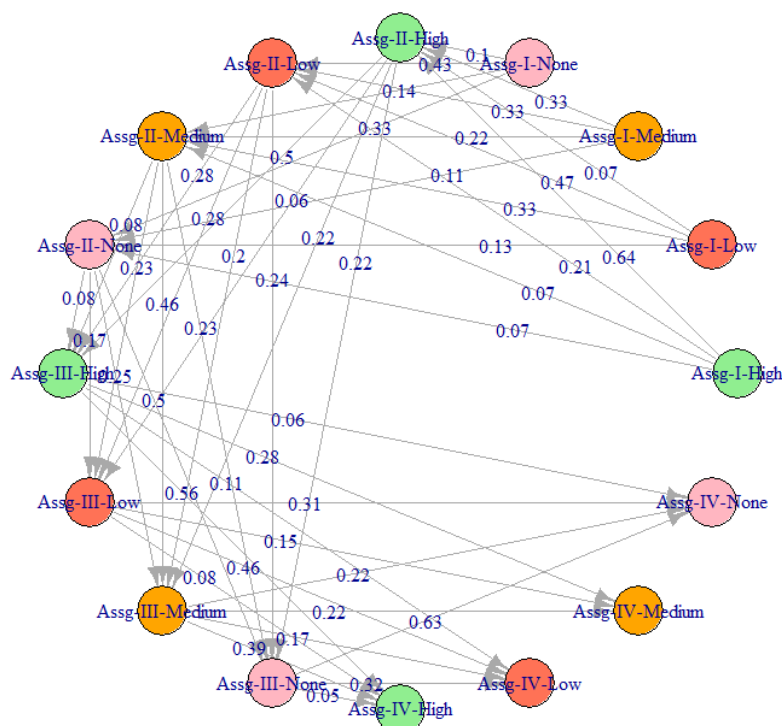 Assg-II-High
Assg-II-Low
Assg-I-None
0.1
0.43
0.14
0.33
0.33
Assg-II-Medium
0.33
0.22
Assg-I-Medium
0.5
0.28
0.11
0.47
0.07
0.06
0.28
0.33
0.08
0.22
Assg-II-None
0.13
Assg-I-Low
0.2
0.22
0.64
0.23
0.24
0.21
0.08
0.46
0.07
0.23
0.07
0.17
Assg-III-High
0.25
Assg-I-High
0.5
0.06
0.28
0.56
0.11
0.31
Assg-III-Low
Assg-IV-None
0.15
0.08
0.46
0.22
Assg-III-Medium
0.22
Assg-IV-Medium
0.63
0.39
0.17
Assg-III-None
0.32
Assg-IV-Low
0.05
Assg-IV-High